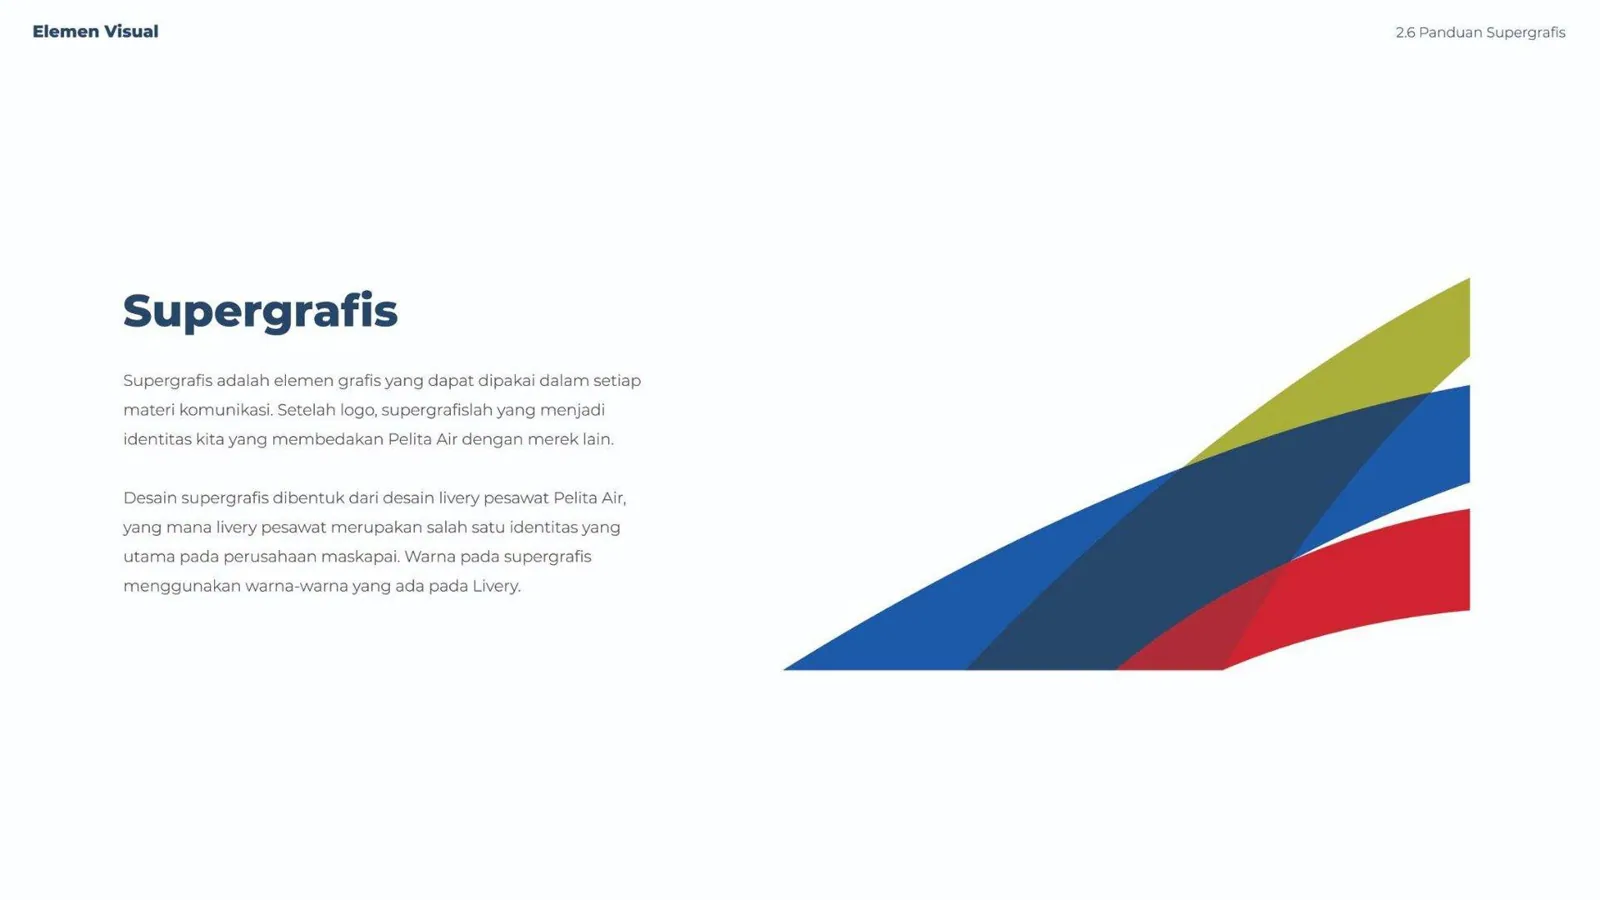 Elemen Visual
2.6 Panduan Supergrafis
Supergrafis
Supergrafis adalah elemen grafis yang dapat dipakai dalam setiap
materi komunikasi. Setelah logo, supergrafislah yang menjadi
identitas kita yang membedakan Pelita Air dengan merek lain.
Desain supergrafis dibentuk dari desain livery pesawat Pelita Air,
yang mana livery pesawat merupakan salah satu identitas yang
utama pada perusahaan maskapai. Warna pada supergrafis
menggunakan warna-warna yang ada pada Livery.